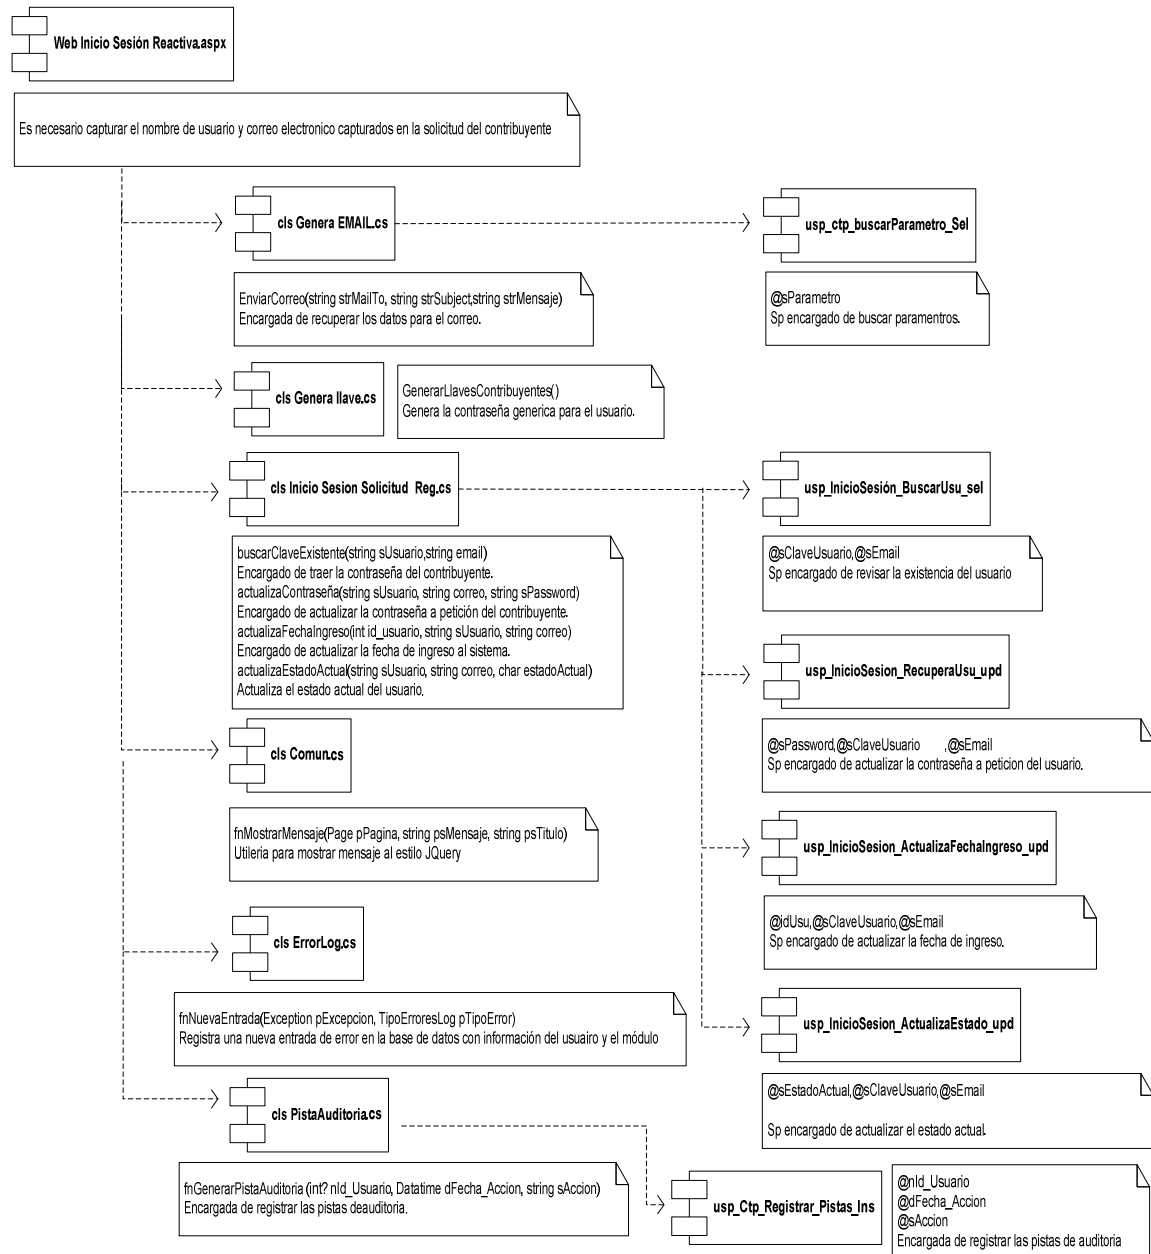 Web Inicio Sesión Reactiva.aspx
Es necesario capturar el nombre de usuario y correo electronico capturados en la solicitud del contribuyente
cls Genera EMAIL.cs
usp_ctp_buscarParametro_Sel
EnviarCorreo(string strMailTo, string strSubject,string strMensaje)
Encargada de recuperar los datos para el correo.
@sParametro
Sp encargado de buscar paramentros.
cls Genera llave.cs
GenerarLlavesContribuyentes()
Genera la contraseña generica para el usuario.
cls Inicio Sesion Solicitud Reg.cs
usp_InicioSesión_BuscarUsu_sel
buscarClaveExistente(string sUsuario,string email)
Encargado de traer la contraseña del contribuyente.
actualizaContraseña(string sUsuario, string correo, string sPassword)
Encargado de actualizar la contraseña a petición del contribuyente.
actualizaFechaIngreso(int id_usuario, string sUsuario, string correo)
Encargado de actualizar la fecha de ingreso al sistema.
actualizaEstadoActual(string sUsuario, string correo, char estadoActual)
Actualiza el estado actual del usuario.
@sClaveUsuario,@sEmail
Sp encargado de revisar la existencia del usuario
usp_InicioSesion_RecuperaUsu_upd
@sPassword,@sClaveUsuario ,@sEmail
Sp encargado de actualizar la contraseña a peticion del usuario.
cls Comun.cs
fnMostrarMensaje(Page pPagina, string psMensaje, string psTitulo)
Utileria para mostrar mensaje al estilo JQuery
usp_InicioSesion_ActualizaFechaIngreso_upd
@idUsu,@sClaveUsuario,@sEmail
Sp encargado de actualizar la fecha de ingreso.
cls ErrorLog.cs
fnNuevaEntrada(Exception pExcepcion, TipoErroresLog pTipoError)
Registra una nueva entrada de error en la base de datos con información del usuairo y el módulo
usp_InicioSesion_ActualizaEstado_upd
@sEstadoActual,@sClaveUsuario,@sEmail
Sp encargado de actualizar el estado actual.
cls PistaAuditoria.cs
fnGenerarPistaAuditoria (int? nId_Usuario, Datatime dFecha_Accion, string sAccion)
Encargada de registrar las pistas deauditoria.
usp_Ctp_Registrar_Pistas_Ins
@nId_Usuario
@dFecha_Accion
@sAccion
Encargada de registrar las pistas de auditoria